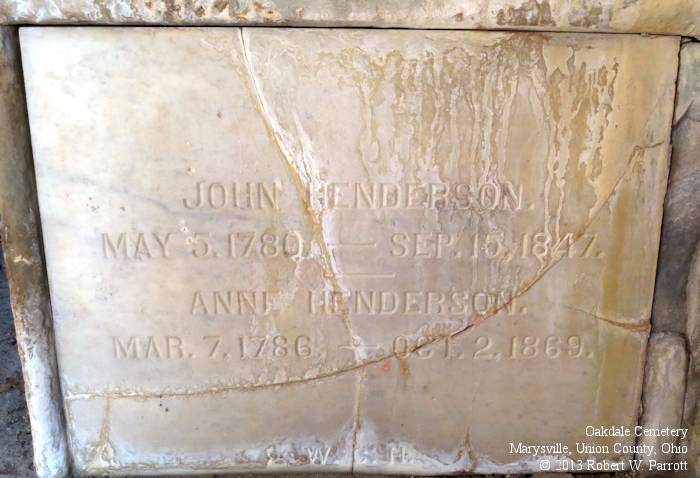 JOHN HENDERSON.
MAY 5, 1780. — SEP. 15, 1847.
ANNE HENDERSON.
MAR. 7, 1786. — OCT. 2, 1869.
Oakdale Cemetery
Marysville, Union County, Ohio
© 2013 Robert W. Parrott